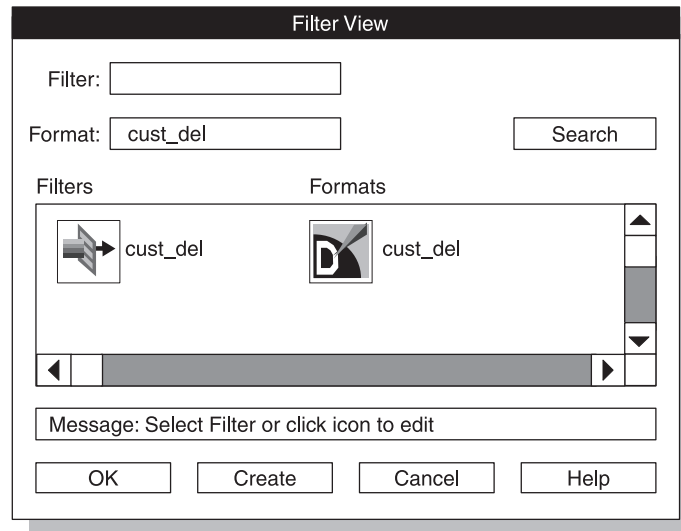 Filter View
Filter:
Format: cust_del
Search
Filters Formats
cust_del D cust_del
Message: Select Filter or click icon to edit
OK Create Cancel Help